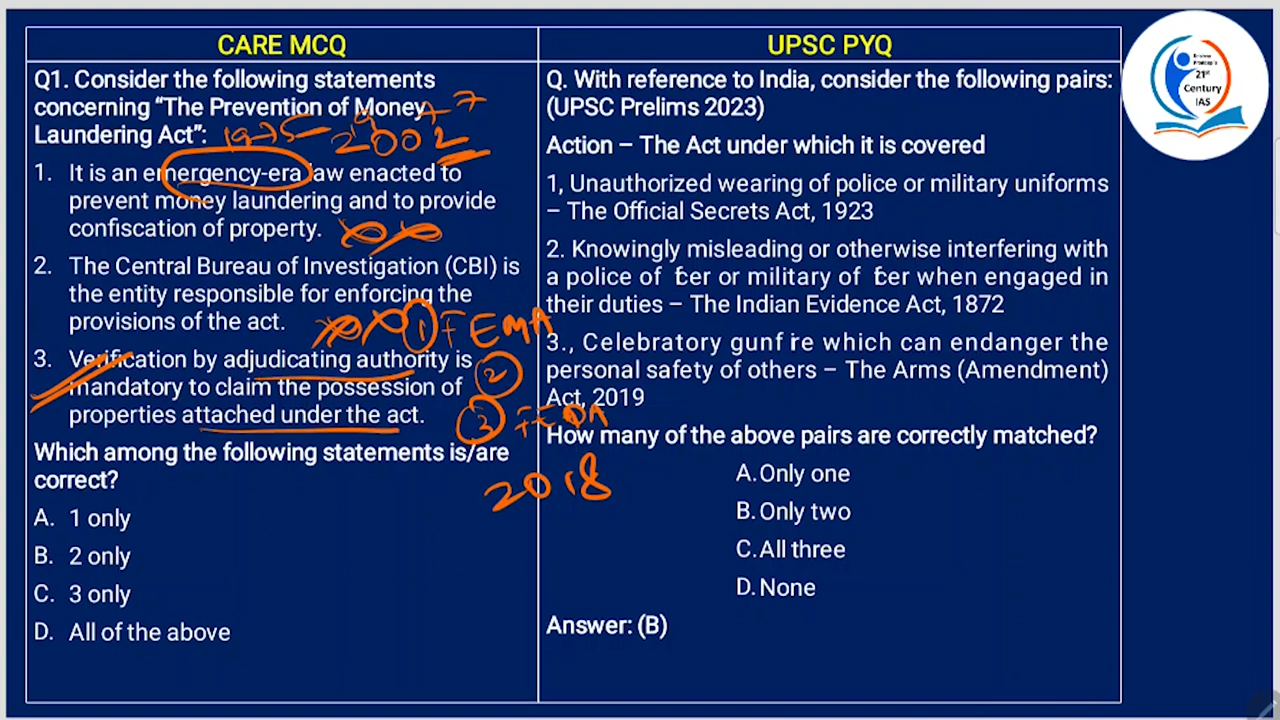 CARE MCQ
Q1. Consider the following statements
concerning “The Prevention of Money
Laundering Act”:
1975 - 2002
+7
1. It is an emergency-era law enacted to
prevent money laundering and to provide
confiscation of property.
2. The Central Bureau of Investigation (CBI) is
the entity responsible for enforcing the
provisions of the act.
1 FEMA
3. Verification by adjudicating authority is
mandatory to claim the possession of
properties attached under the act.
2
3 FEOA
2018
Which among the following statements is/are
correct?
A. 1 only
B. 2 only
C. 3 only
D. All of the above
UPSC PYQ
Q. With reference to India, consider the following pairs:
(UPSC Prelims 2023)
Action – The Act under which it is covered
1, Unauthorized wearing of police or military uniforms
– The Official Secrets Act, 1923
2. Knowingly misleading or otherwise interfering with
a police officer or military officer when engaged in
their duties – The Indian Evidence Act, 1872
3., Celebratory gunfire which can endanger the
personal safety of others – The Arms (Amendment)
Act, 2019
How many of the above pairs are correctly matched?
A. Only one
B. Only two
C. All three
D. None
Answer: (B)
21st
Century
IAS